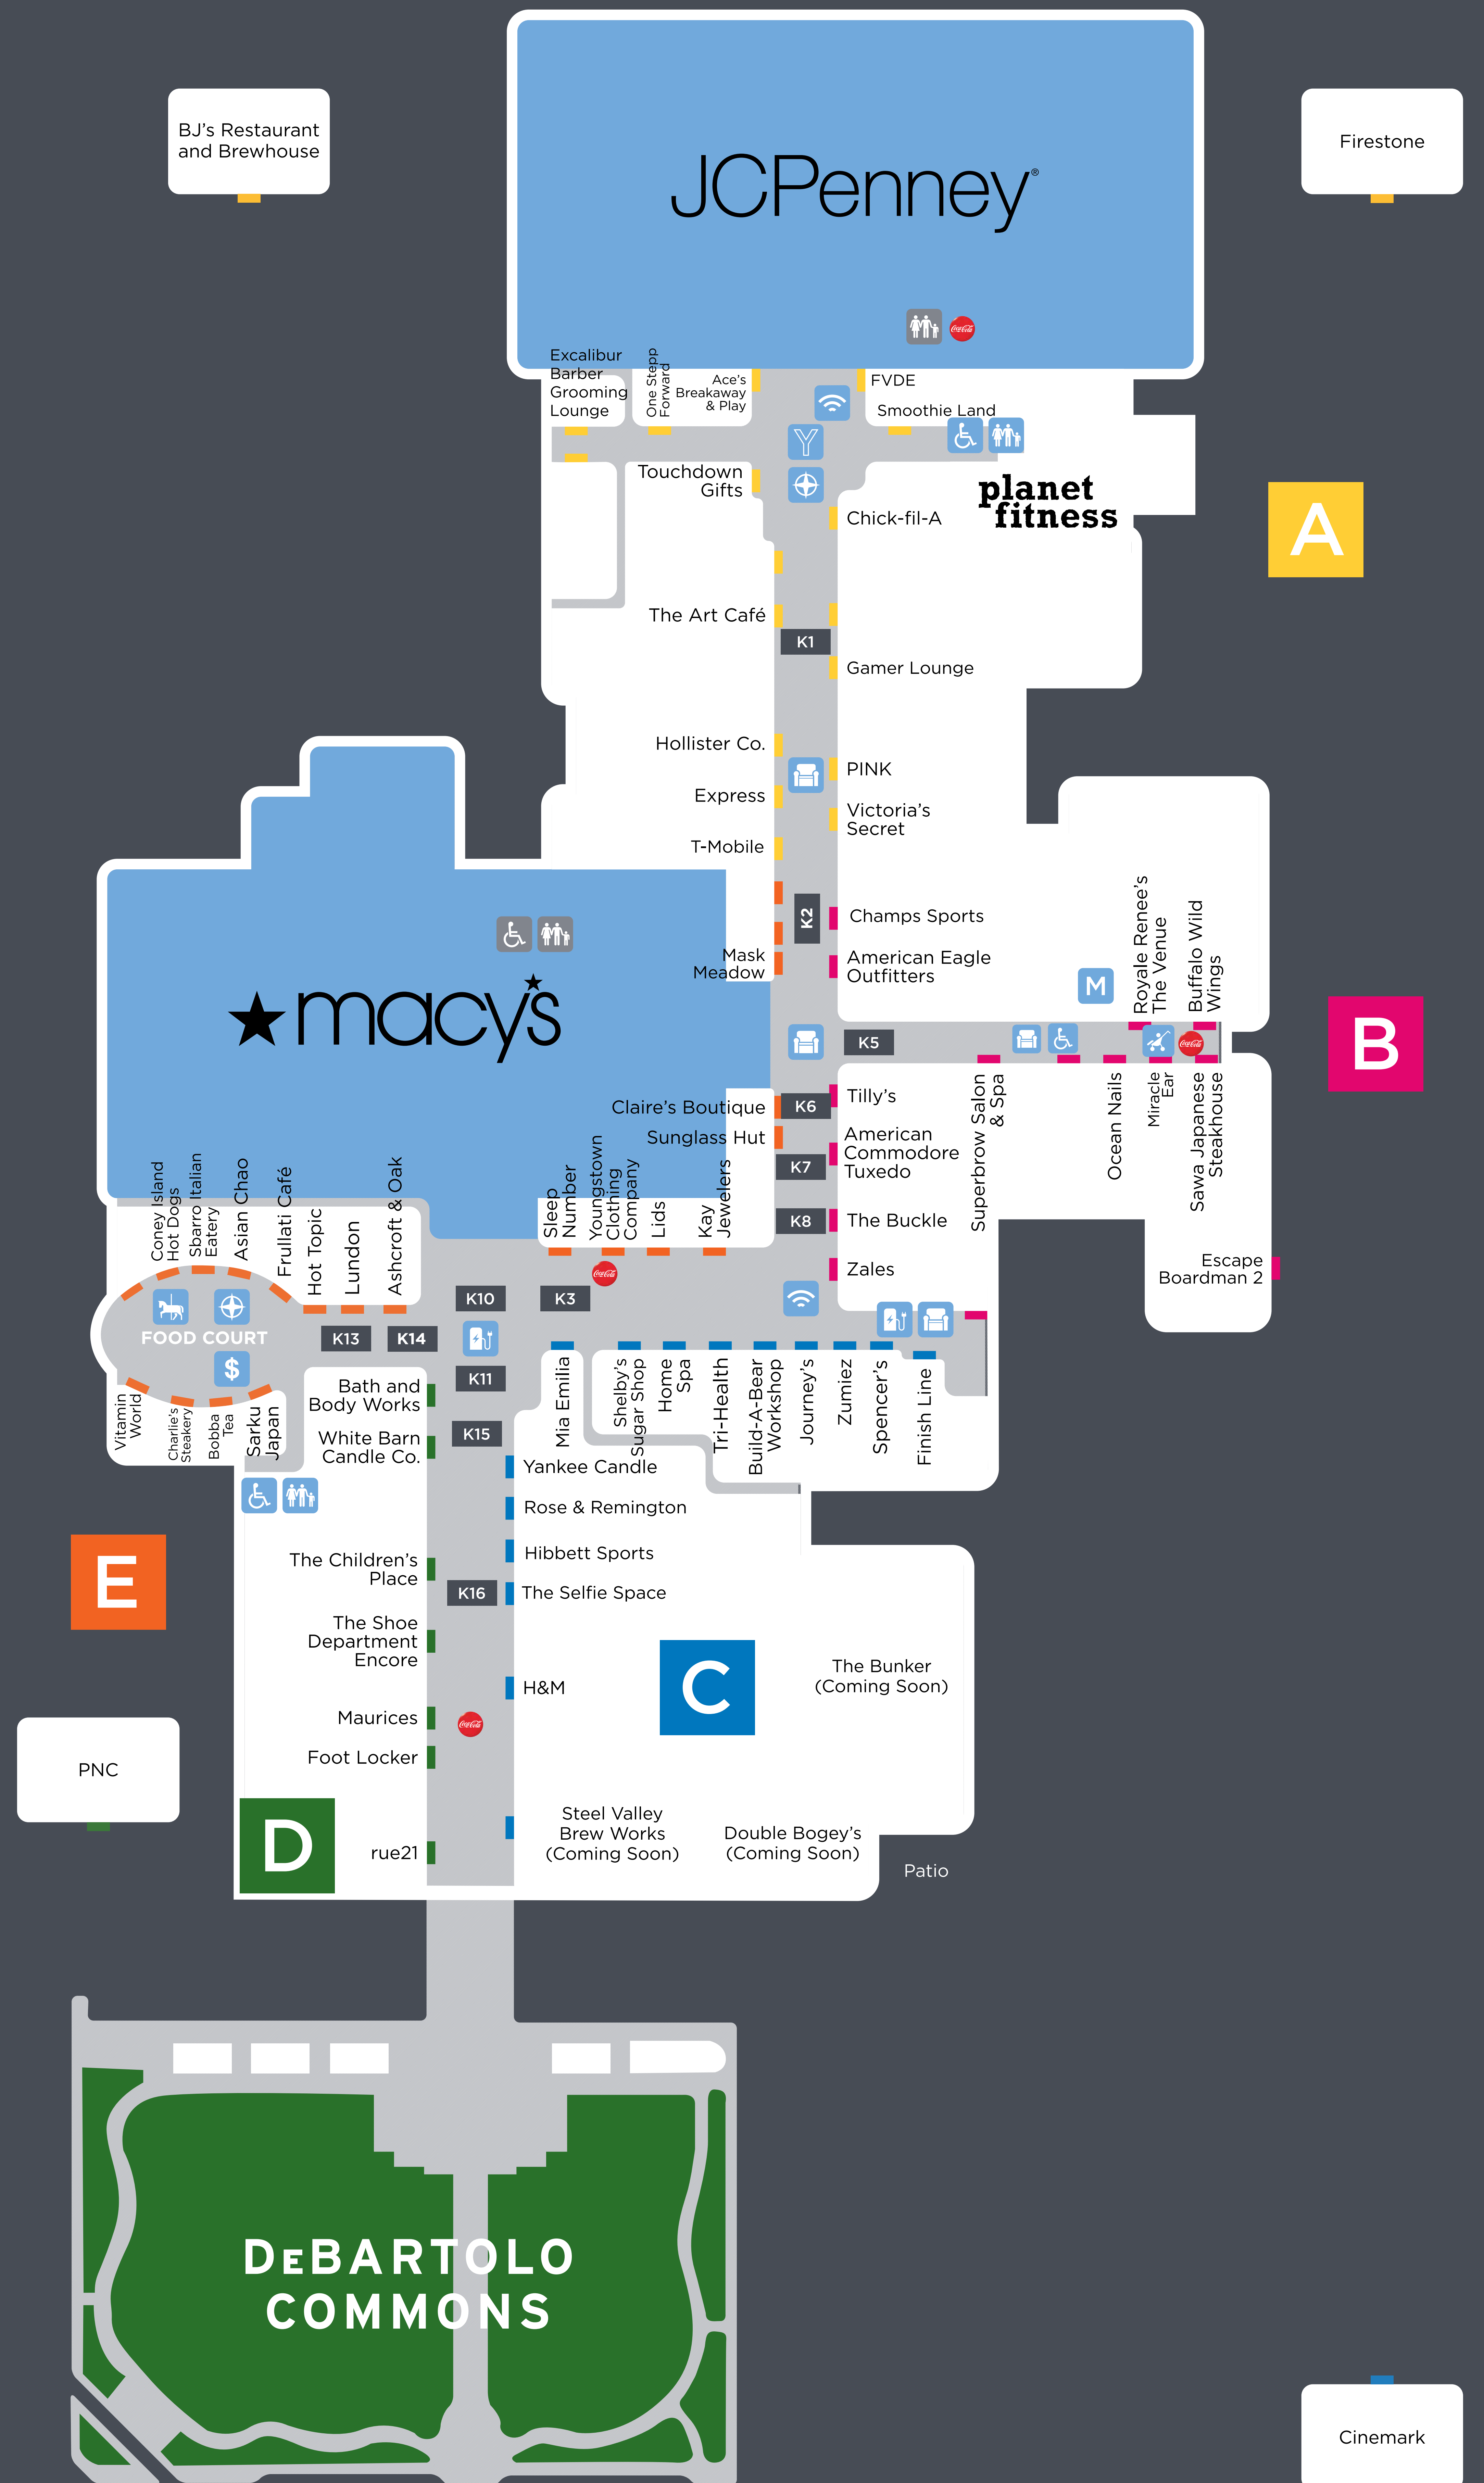 BJ's Restaurant
and Brewhouse
JCPenney®
Firestone
Coca-Cola
Excalibur
Barber
Grooming
Lounge
One Stepp
Forward
Ace's
Breakaway
& Play
FVDE
Smoothie Land
Y
Touchdown
Gifts
planet
fitness
Chick-fil-A
A
The Art Café
K1
Gamer Lounge
Hollister Co.
PINK
Express
Victoria's
Secret
T-Mobile
K2
Champs Sports
Mask
Meadow
American Eagle
Outfitters
M
Royale Renee's
The Venue
Buffalo Wild
Wings
macy's
K5
Coca-Cola
B
Claire's Boutique
K6
Tilly's
Sunglass Hut
American
Commodore
Tuxedo
K7
Superbrow Salon
& Spa
Ocean Nails
Miracle
Ear
Sawa Japanese
Steakhouse
Coney Island
Hot Dogs
Sbarro Italian
Eatery
Asian Chao
Frullati Café
Hot Topic
Lundon
Ashcroft & Oak
Sleep
Number
Youngstown
Clothing
Company
Lids
Kay
Jewelers
K8
The Buckle
Zales
Escape
Boardman 2
Coca-Cola
K10
K3
FOOD COURT
K13
K14
$
K11
K15
Vitamin
World
Charlie's
Steakery
Bobba
Tea
Sarku
Japan
Bath and
Body Works
White Barn
Candle Co.
Mia Emilia
Shelby's
Sugar Shop
Home
Spa
Tri-Health
Build-A-Bear
Workshop
Journey's
Zumiez
Spencer's
Finish Line
Yankee Candle
Rose & Remington
Hibbett Sports
The Selfie Space
E
The Children's
Place
K16
The Shoe
Department
Encore
H&M
C
The Bunker
(Coming Soon)
Maurices
Coca-Cola
Foot Locker
PNC
D
rue21
Steel Valley
Brew Works
(Coming Soon)
Double Bogey's
(Coming Soon)
Patio
DeBARTOLO
COMMONS
Cinemark